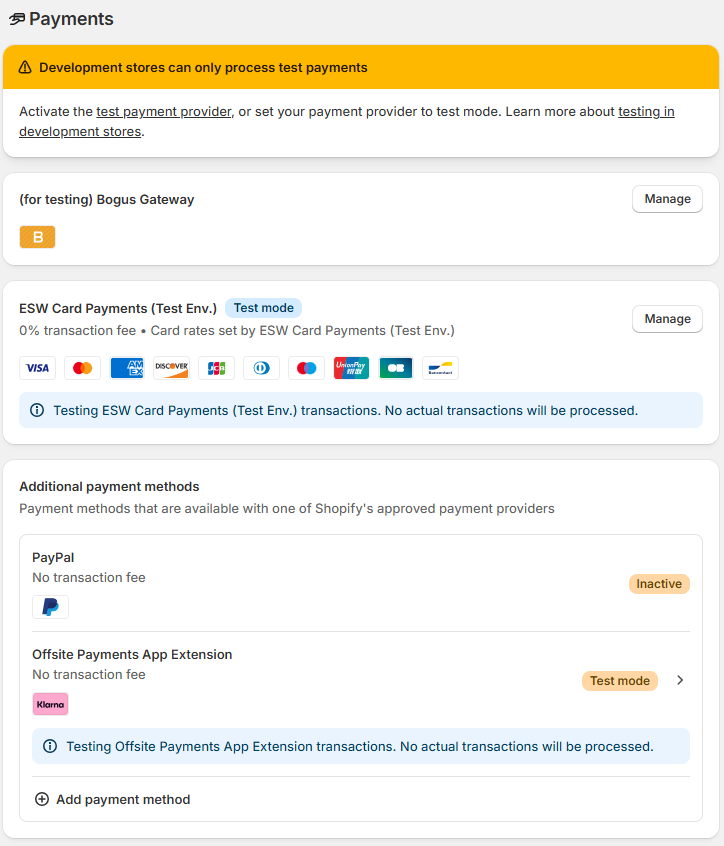 Payments
Development stores can only process test payments
Activate the test payment provider, or set your payment provider to test mode. Learn more about testing in
development stores.
(for testing) Bogus Gateway
Manage
B
ESW Card Payments (Test Env.) Test mode
0% transaction fee • Card rates set by ESW Card Payments (Test Env.)
Manage
VISA AM EX DISCOVER JCB UnionPay 银联 CB Bancontact
Testing ESW Card Payments (Test Env.) transactions. No actual transactions will be processed.
Additional payment methods
Payment methods that are available with one of Shopify's approved payment providers
PayPal
No transaction fee
Inactive
Offsite Payments App Extension
No transaction fee
Test mode
Klarna
Testing Offsite Payments App Extension transactions. No actual transactions will be processed.
Add payment method